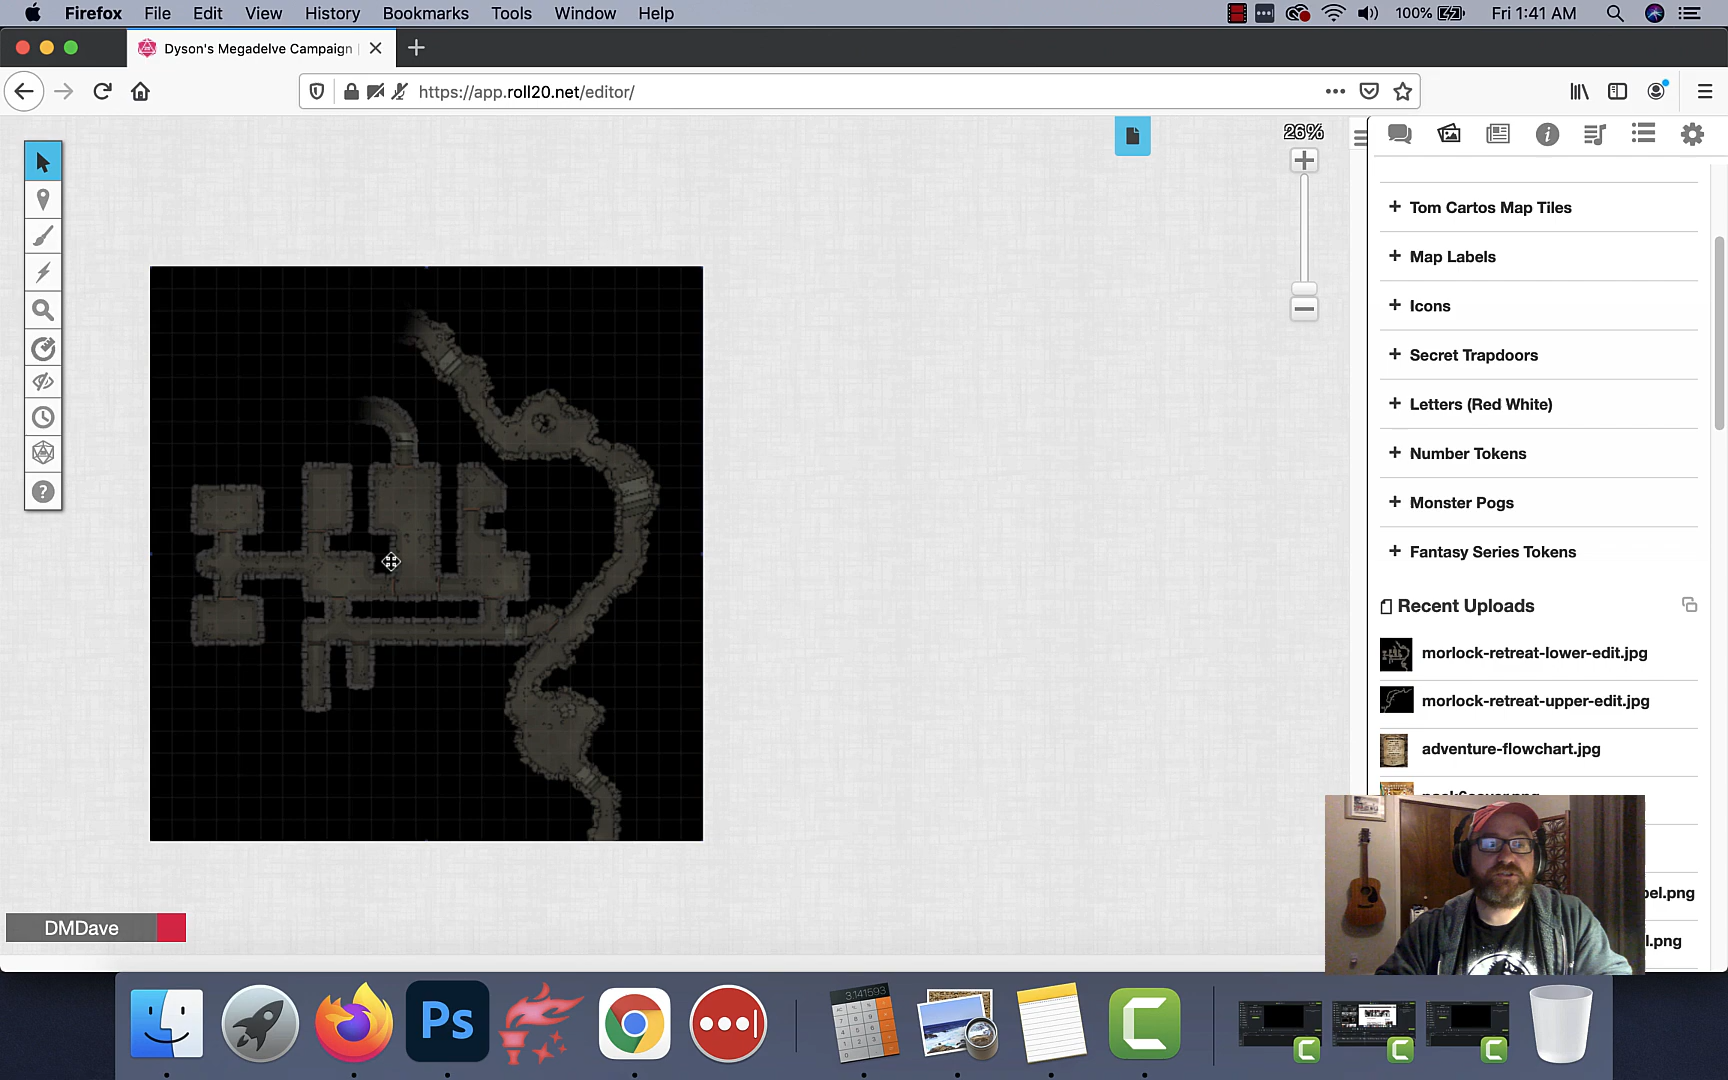 Firefox File Edit View History Bookmarks Tools Window Help 100% Fri 1:41 AM
Dyson's Megadelve Campaign |
https://app.roll20.net/editor/
26%
Tom Cartos Map Tiles
Map Labels
Icons
Secret Trapdoors
Letters (Red White)
Number Tokens
Monster Pogs
Fantasy Series Tokens
Recent Uploads
morlock-retreat-lower-edit.jpg
morlock-retreat-upper-edit.jpg
adventure-flowchart.jpg
bel.png
l.png
DMDave
Ps
3.141593